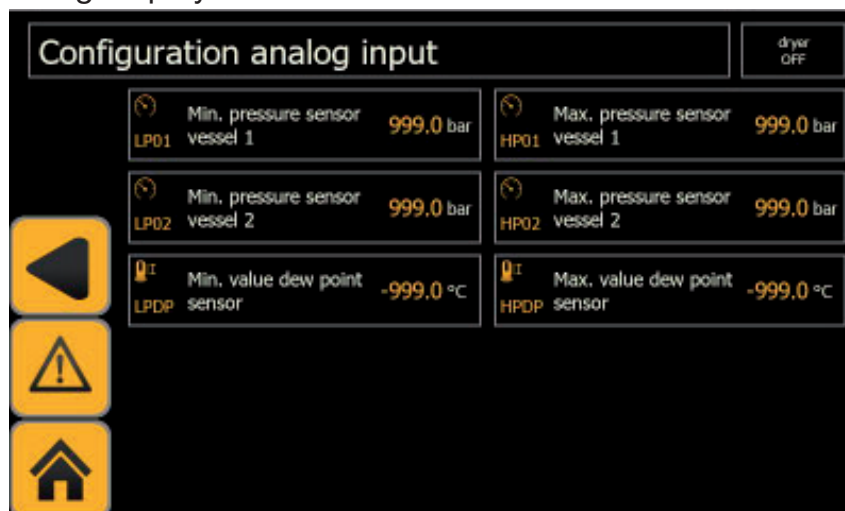 Configuration analog input
dryer
OFF
Min. pressure sensor
vessel 1
LP01
999.0 bar
Max. pressure sensor
vessel 1
HP01
999.0 bar
Min. pressure sensor
vessel 2
LP02
999.0 bar
Max. pressure sensor
vessel 2
HP02
999.0 bar
Min. value dew point
sensor
LPDP
-999.0 °C
Max. value dew point
sensor
HPDP
-999.0 °C